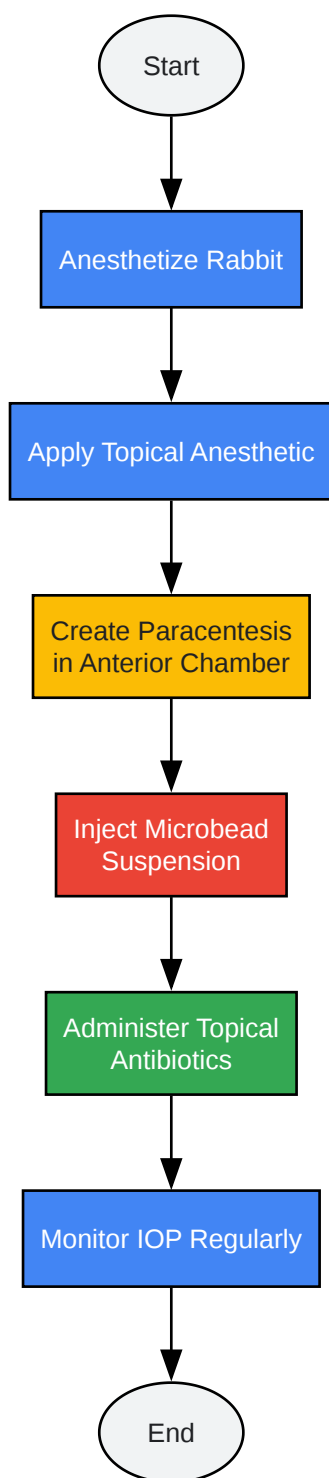 Start
Anesthetize Rabbit
Apply Topical Anesthetic
Create Paracentesis
in Anterior Chamber
Inject Microbead
Suspension
Administer Topical
Antibiotics
Monitor IOP Regularly
End